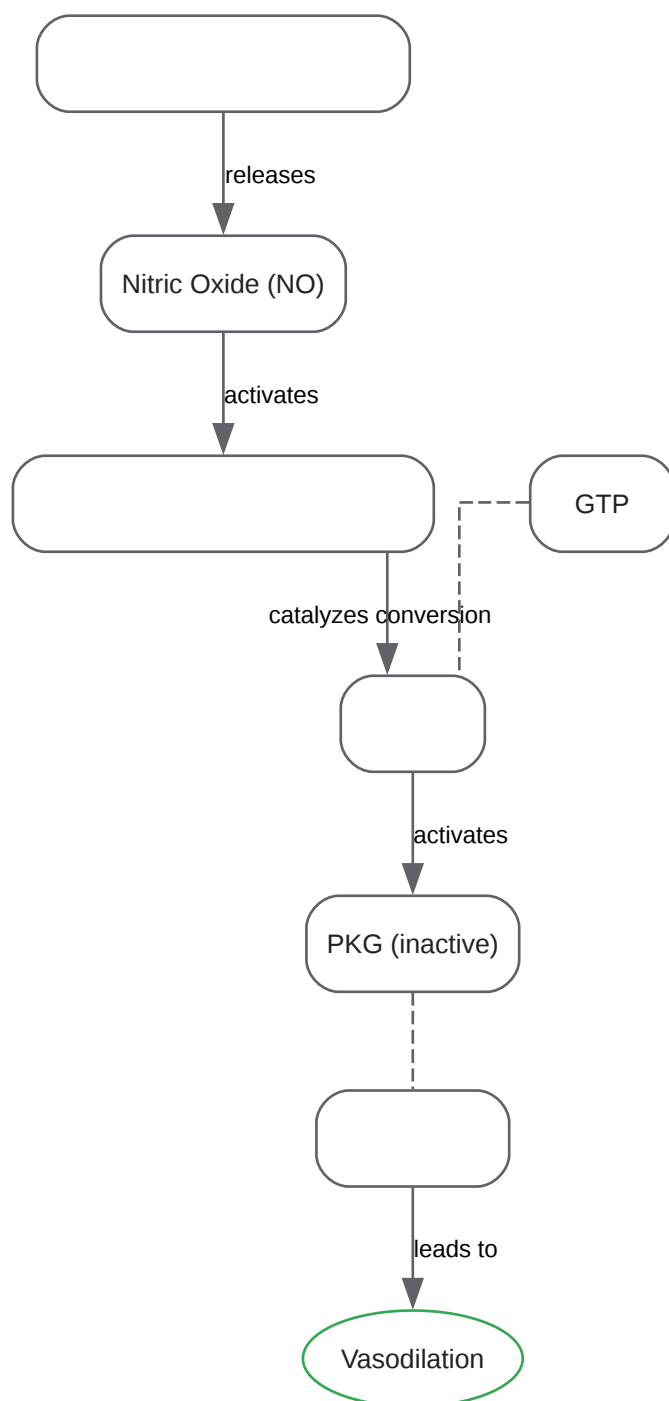 releases
Nitric Oxide (NO)
activates
GTP
catalyzes conversion
activates
PKG (inactive)
leads to
Vasodilation